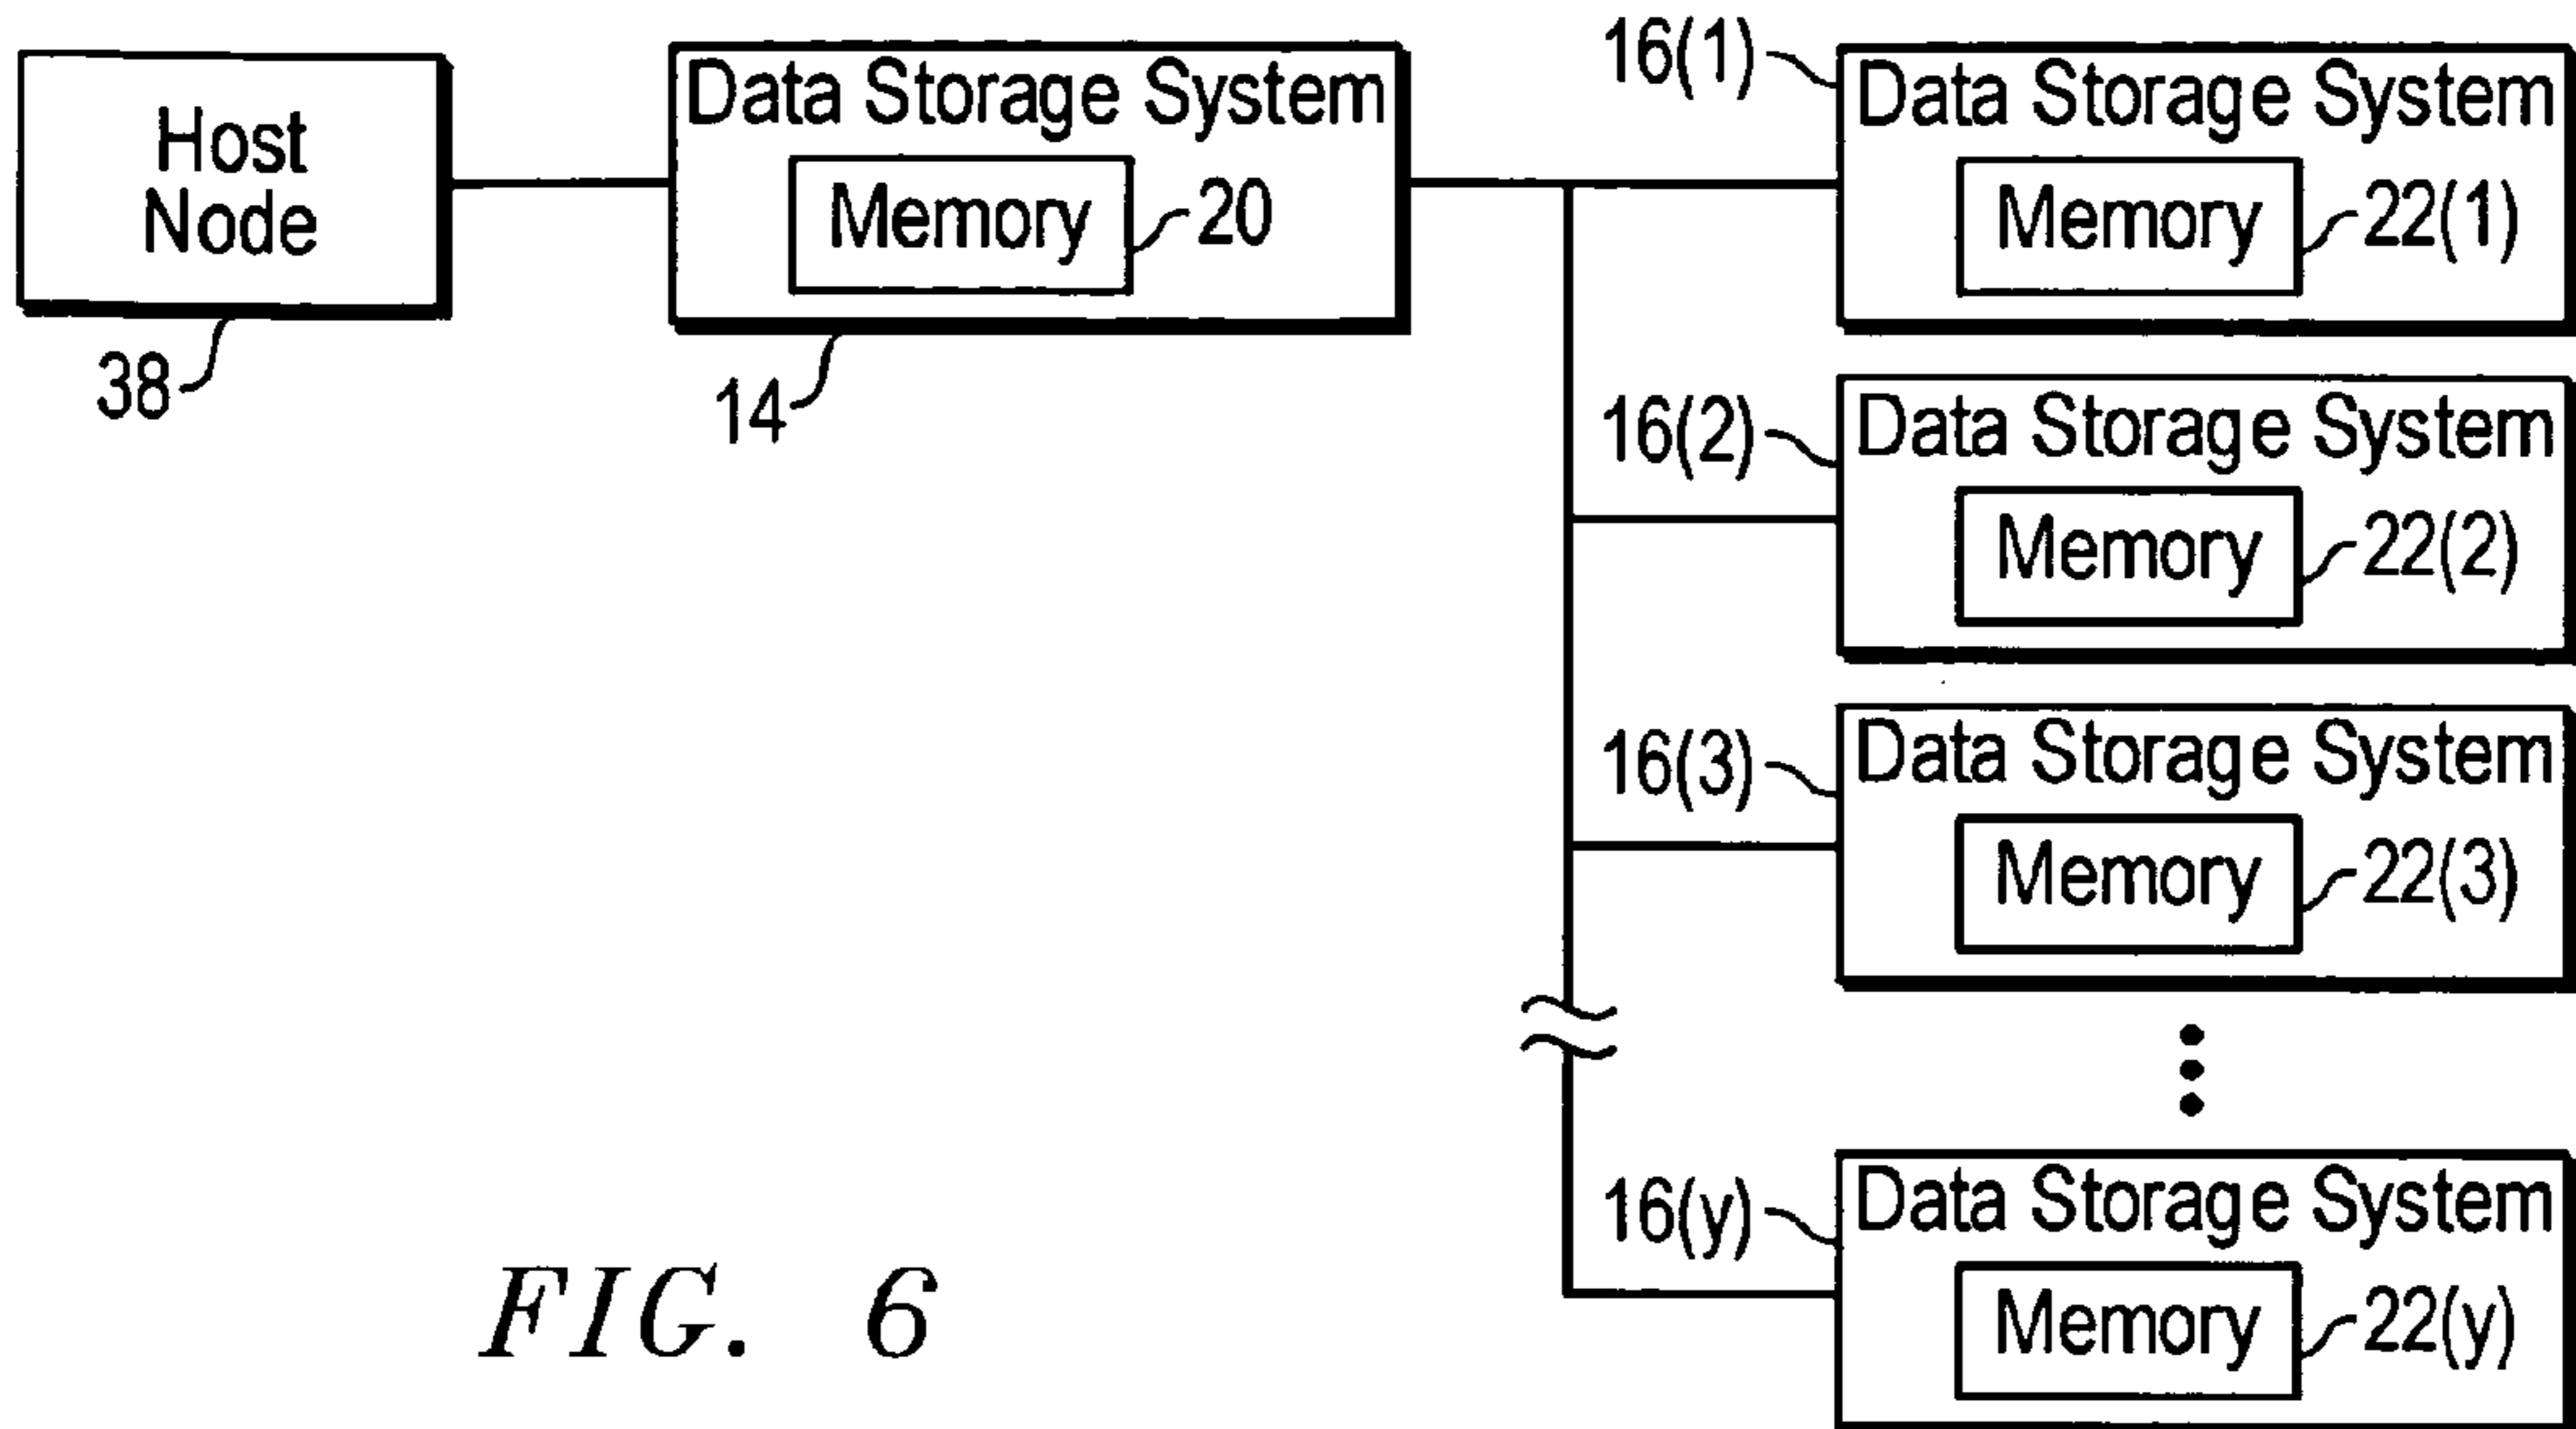 Host
Node
38
Data Storage System
Memory
20
14
16(1)
Data Storage System
Memory
22(1)
16(2)
Data Storage System
Memory
22(2)
16(3)
Data Storage System
Memory
22(3)
16(y)
Data Storage System
Memory
22(y)
FIG. 6